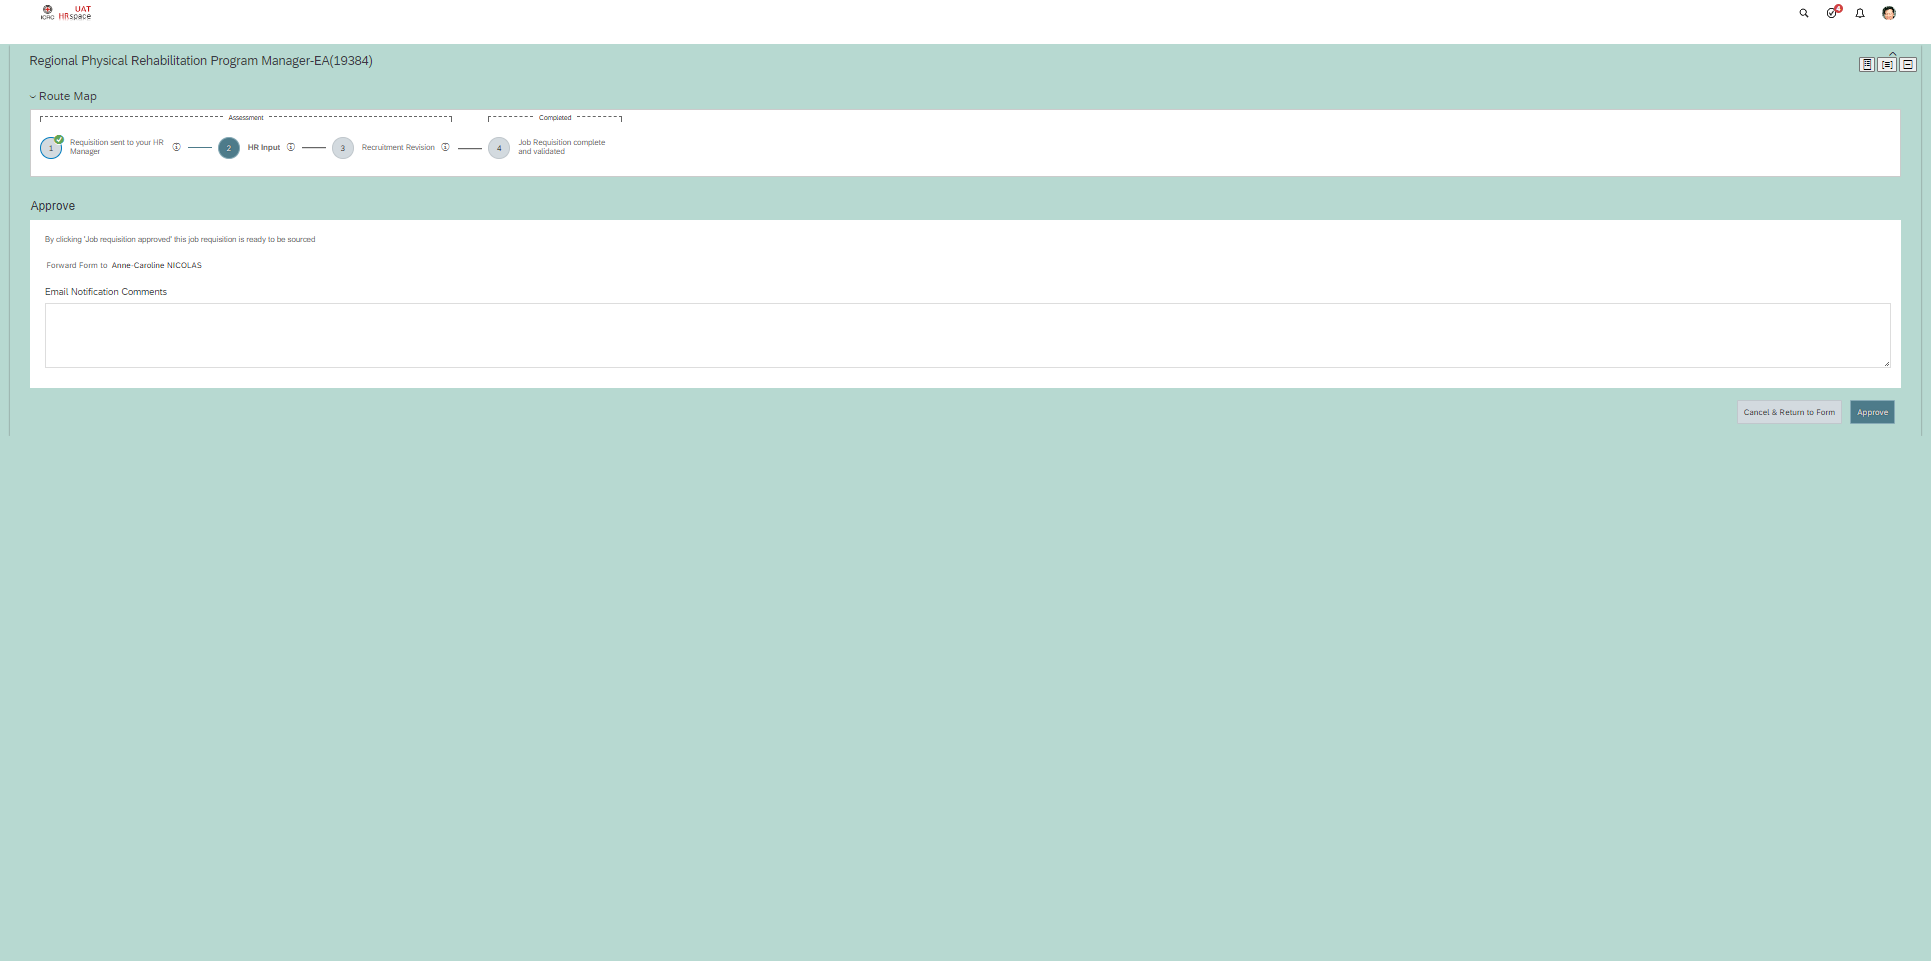 UAT
ICRC HRspace
4
Regional Physical Rehabilitation Program Manager-EA(19384)
Route Map
Assessment
Completed
1
Requisition sent to your HR
Manager
2
HR Input
3
Recruitment Revision
4
Job Requisition complete
and validated
Approve
By clicking 'Job requisition approved' this job requisition is ready to be sourced
Forward Form to Anne-Caroline NICOLAS
Email Notification Comments
Cancel & Return to Form
Approve